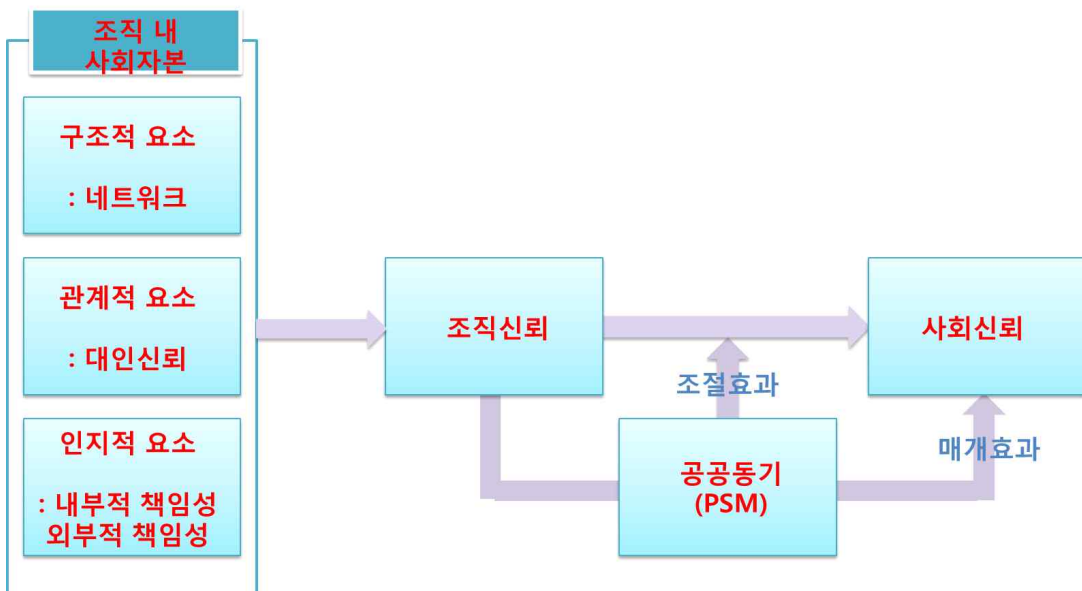 조직 내
사회자본
구조적 요소
: 네트워크
관계적 요소
: 대인신뢰
인지적 요소
: 내부적 책임성
외부적 책임성
조직신뢰
사회신뢰
조절효과
매개효과
공공동기
(PSM)